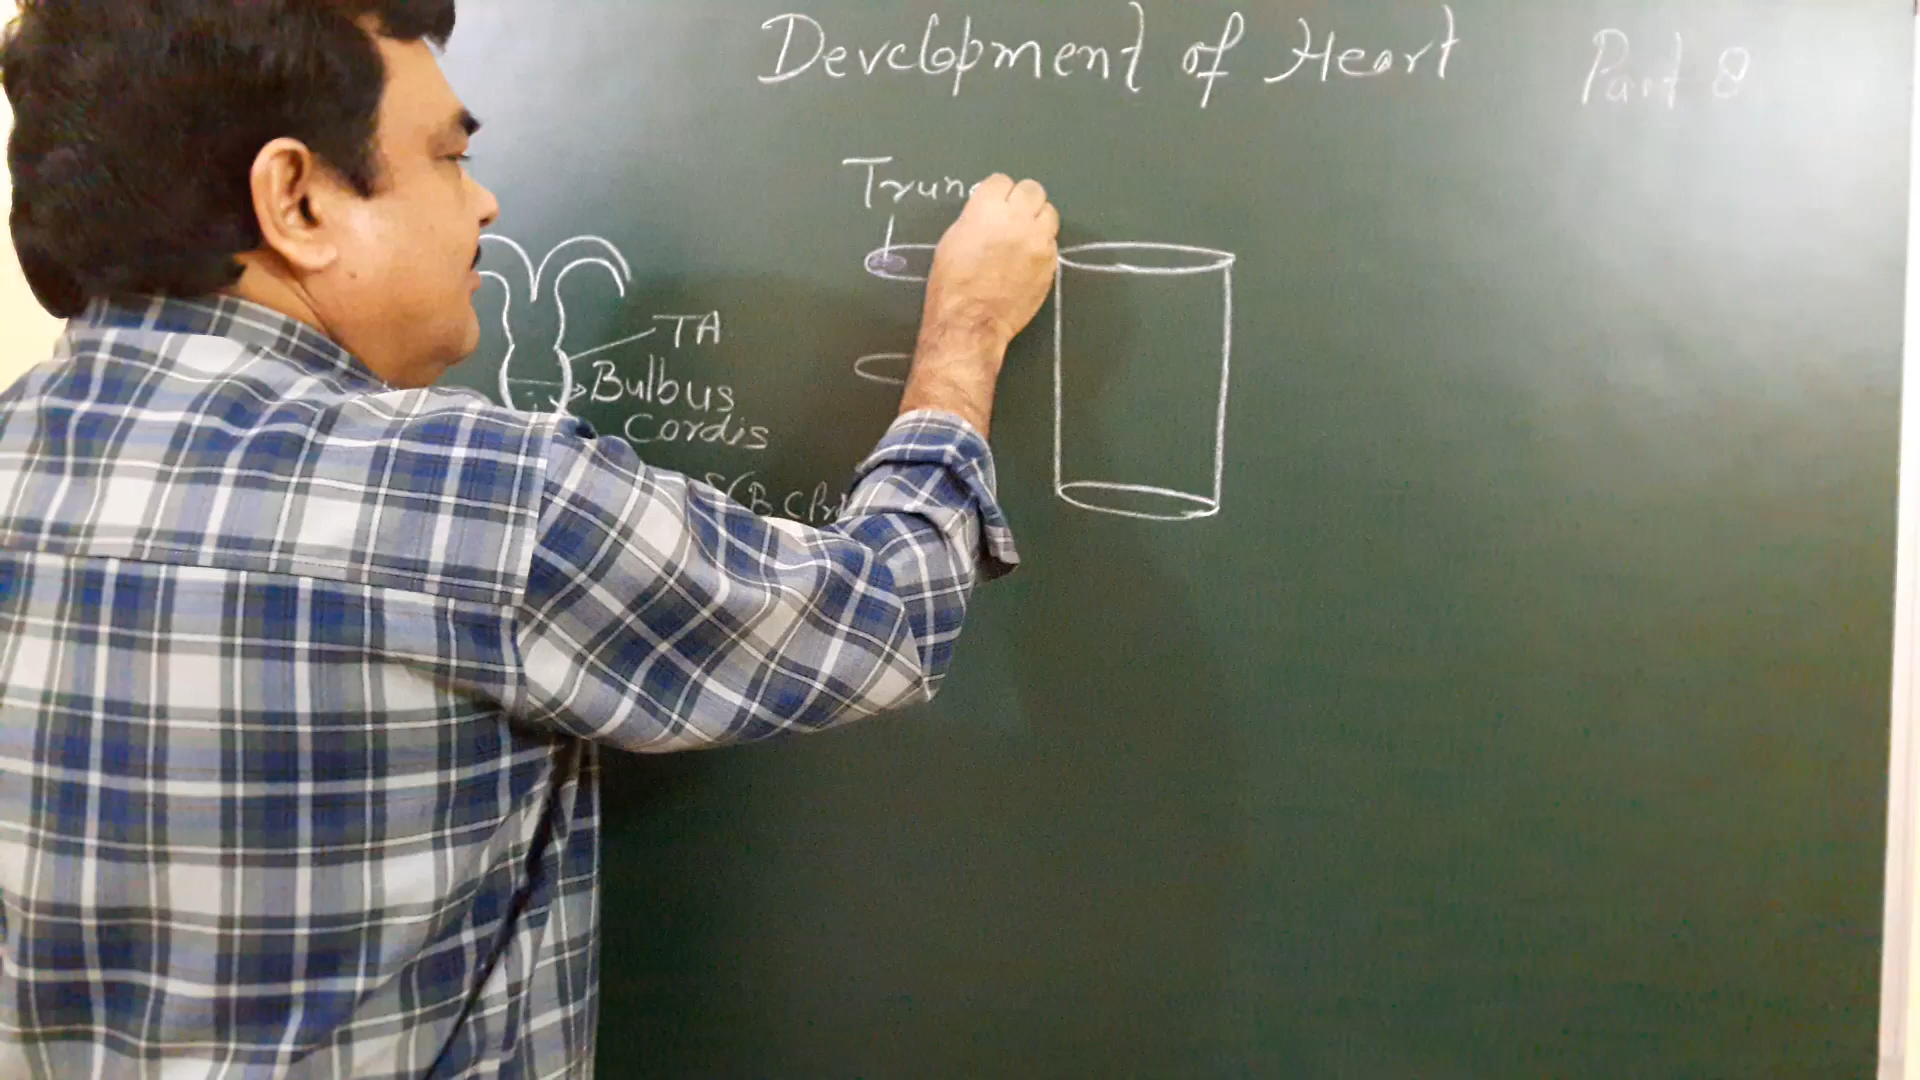 Development of Heart
Part 8
Trun
TA
Bulbus
Cordis